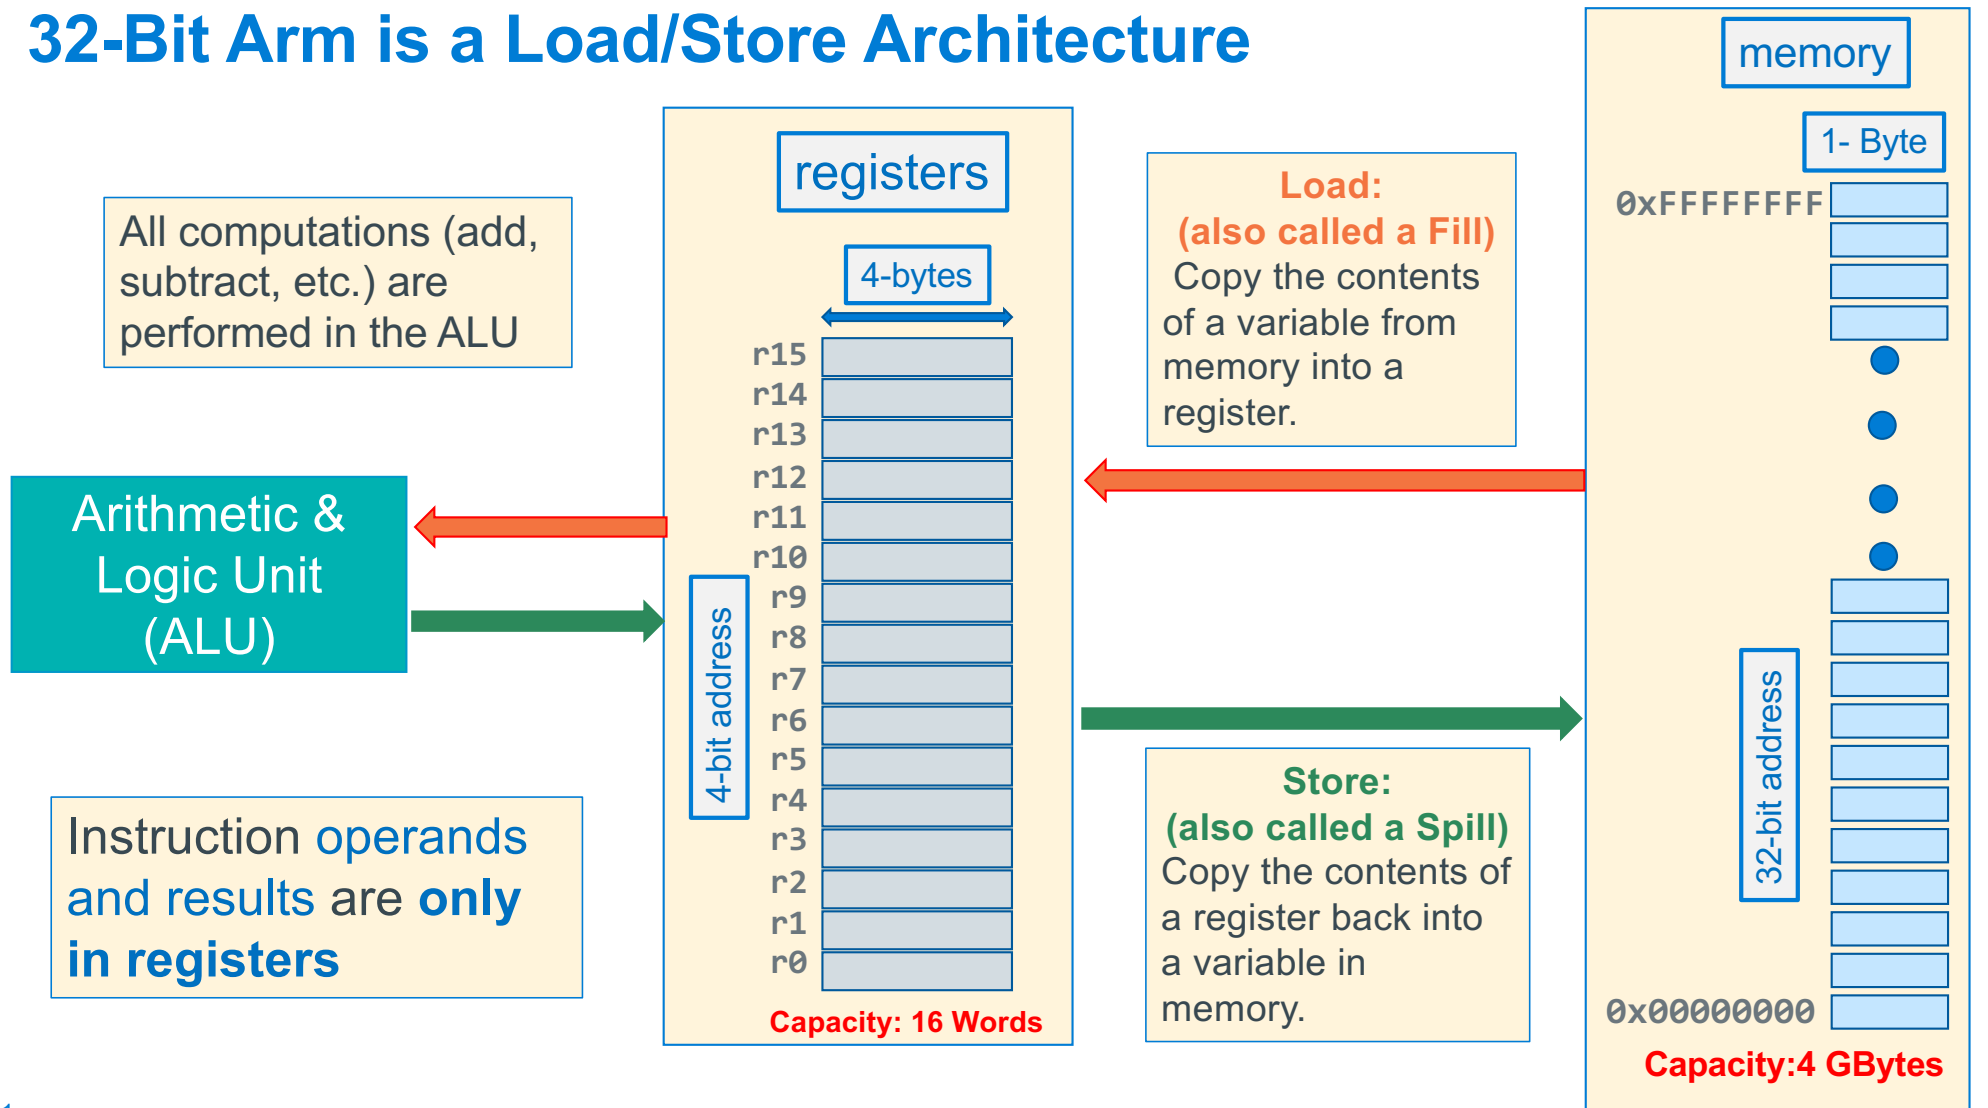 32-Bit Arm is a Load/Store Architecture
All computations (add,
subtract, etc.) are
performed in the ALU
Arithmetic &
Logic Unit
(ALU)
Instruction operands
and results are only
in registers
registers
4-bytes
r15
r14
r13
r12
r11
r10
r9
r8
r7
r6
r5
r4
r3
r2
r1
r0
4-bit address
Capacity: 16 Words
Load:
(also called a Fill)
Copy the contents
of a variable from
memory into a
register.
Store:
(also called a Spill)
Copy the contents of
a register back into
a variable in
memory.
memory
1- Byte
0xFFFFFFFF
32-bit address
0x00000000
Capacity:4 GBytes